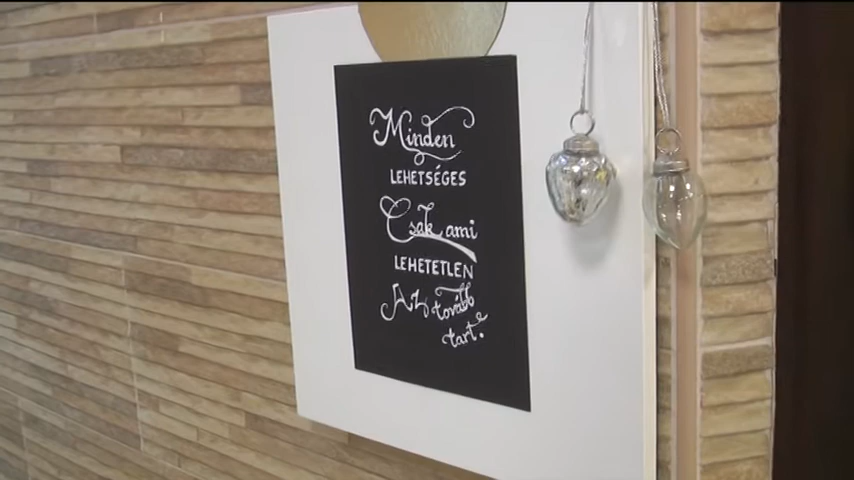 Minden
LEHETSÉGES
Csak ami
LEHETETLEN
AZ tovább
tart.